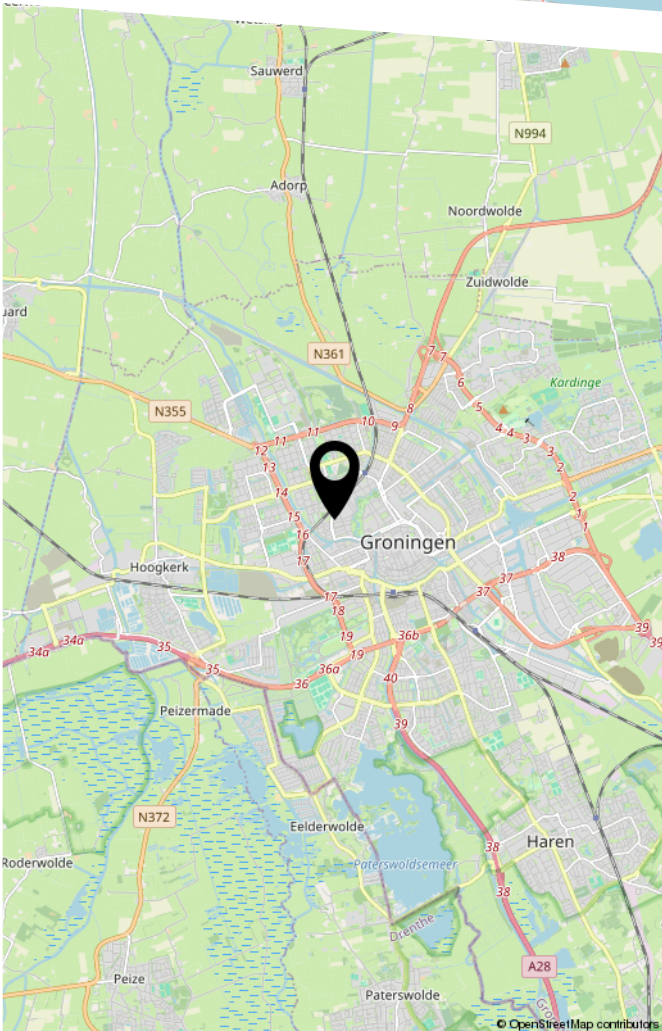 Sauwerd
N994
Adorp
Noordwolde
Zuidwolde
uard
N361
7
7
6
Kardinge
5
8
N355
10
9
11
11
4
4
3
12
3
13
2
14
2
15
1
1
16
Groningen
17
38
Hoogkerk
37
37
17
18
39
34a
34a
35
19
36b
39
35
19
36a
36
40
Peizermade
39
N372
Eelderwolde
Haren
38
Roderwolde
Paterswoldsemeer
38
Drenthe
A28
Peize
Paterswolde
© OpenStreetMap contributors